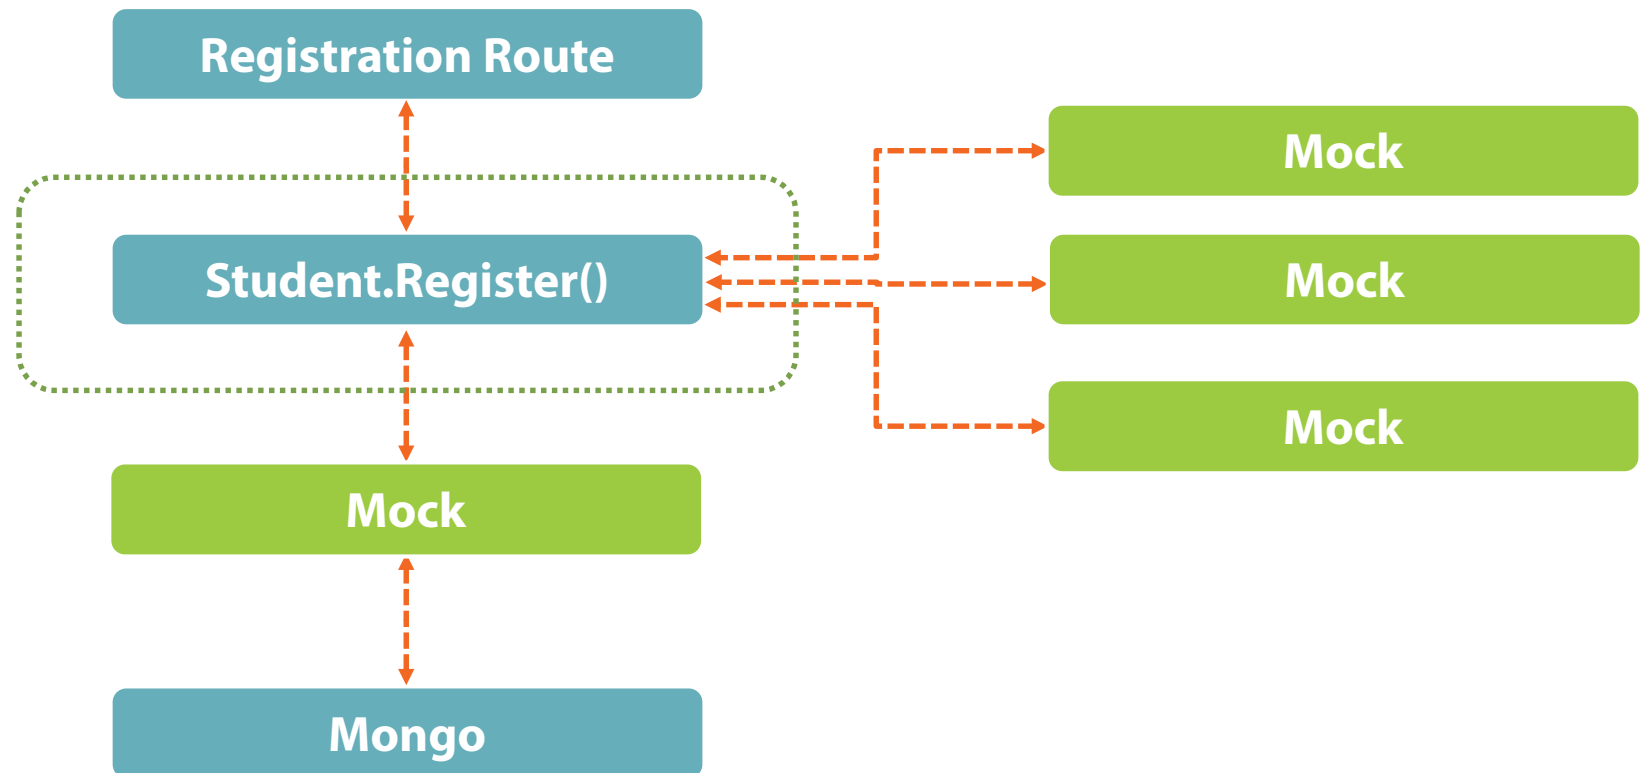 Registration Route
Mock
Student.Register()
Mock
Mock
Mock
Mongo